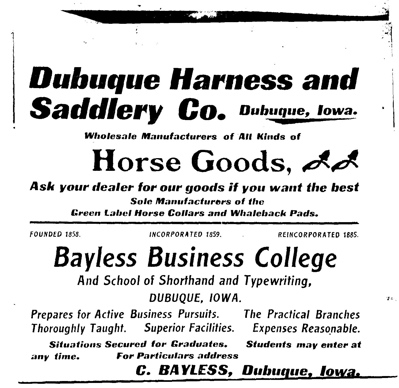 Dubuque Harness and
Saddlery Co. Dubuque, Iowa.
Wholesale Manufacturers of All Kinds of
Horse Goods,
Ask your dealer for our goods if you want the best
Sole Manufacturers of the
Green Label Horse Collars and Whaleback Pads.
FOUNDED 1858. INCORPORATED 1859. REINCORPORATED 1885.
Bayless Business College
And School of Shorthand and Typewriting,
DUBUQUE, IOWA.
Prepares for Active Business Pursuits. The Practical Branches
Thoroughly Taught. Superior Facilities. Expenses Reasonable.
Situations Secured for Graduates. Students may enter at
any time. For Particulars address
C. BAYLESS, Dubuque, Iowa.